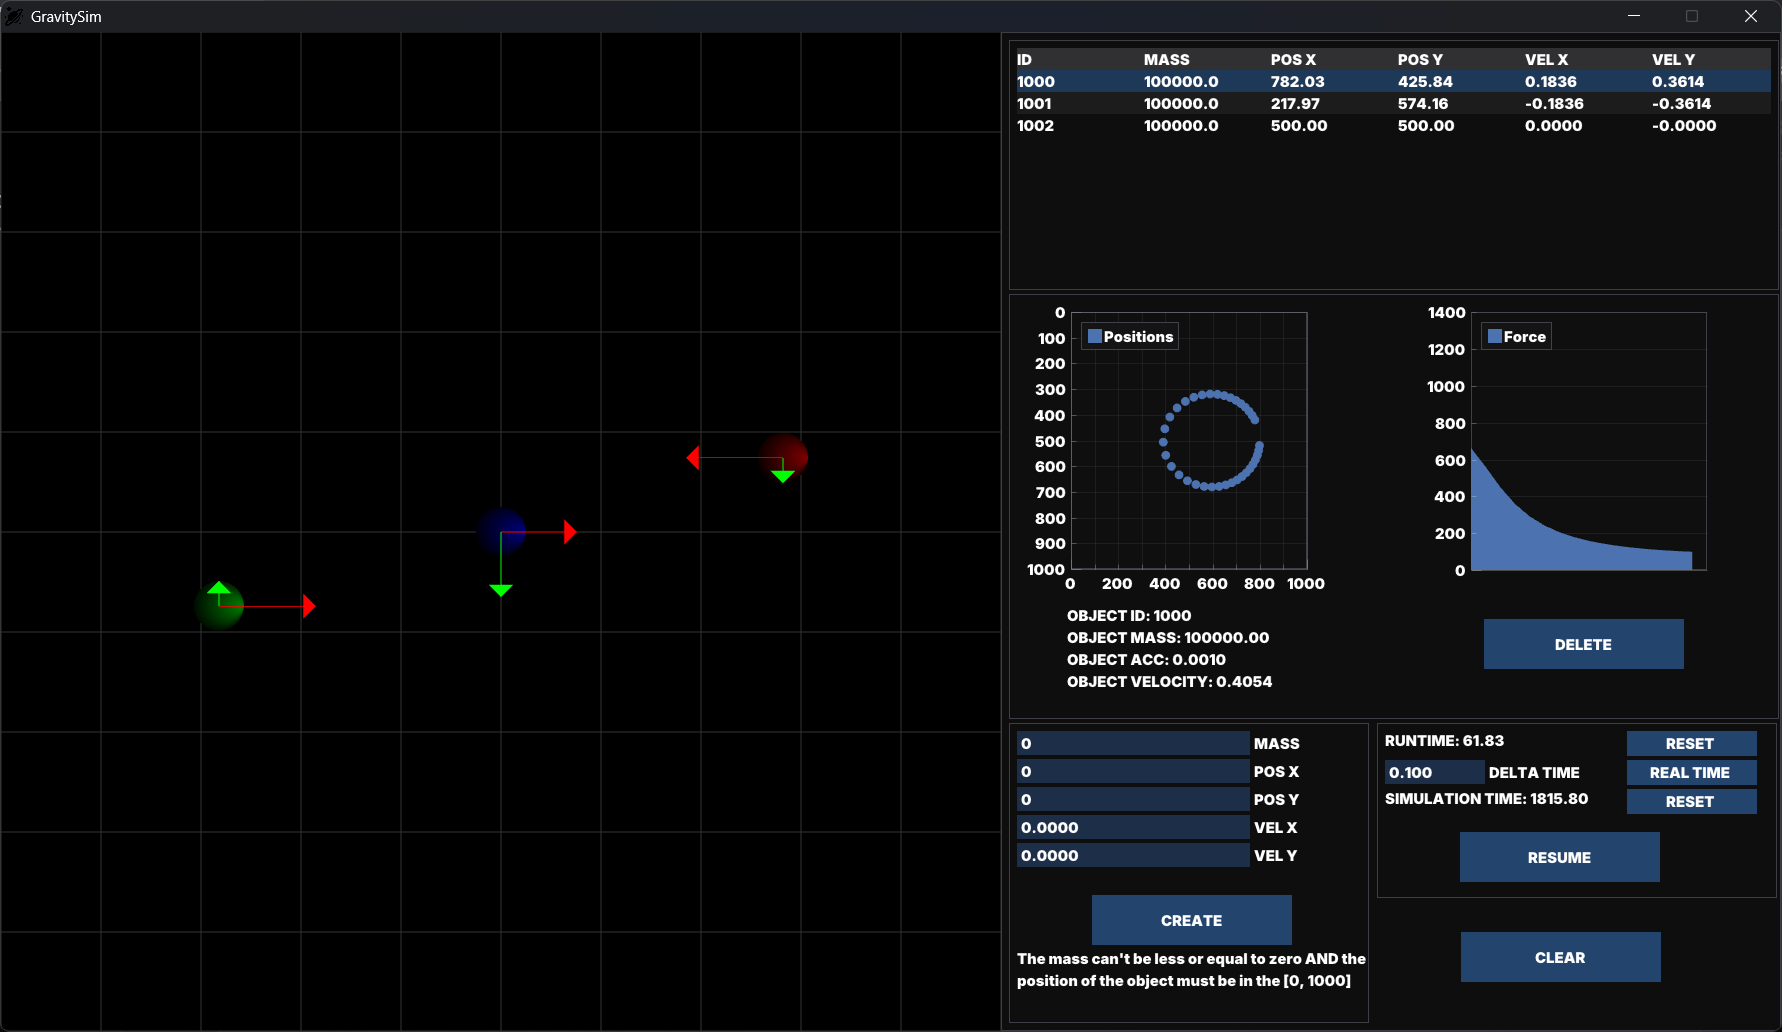 GravitySim
ID MASS POS X POS Y VEL X VEL Y
1000 100000.0 782.03 425.84 0.1836 0.3614
1001 100000.0 217.97 574.16 -0.1836 -0.3614
1002 100000.0 500.00 500.00 0.0000 -0.0000
Positions
0
100
200
300
400
500
600
700
800
900
1000
0 200 400 600 800 1000
Force
1400
1200
1000
800
600
400
200
0
OBJECT ID: 1000
OBJECT MASS: 100000.00
OBJECT ACC: 0.0010
OBJECT VELOCITY: 0.4054
DELETE
0 MASS
0 POS X
0 POS Y
0.0000 VEL X
0.0000 VEL Y
CREATE
The mass can't be less or equal to zero AND the
position of the object must be in the [0, 1000]
RUNTIME: 61.83 RESET
0.100 DELTA TIME REAL TIME
SIMULATION TIME: 1815.80 RESET
RESUME
CLEAR